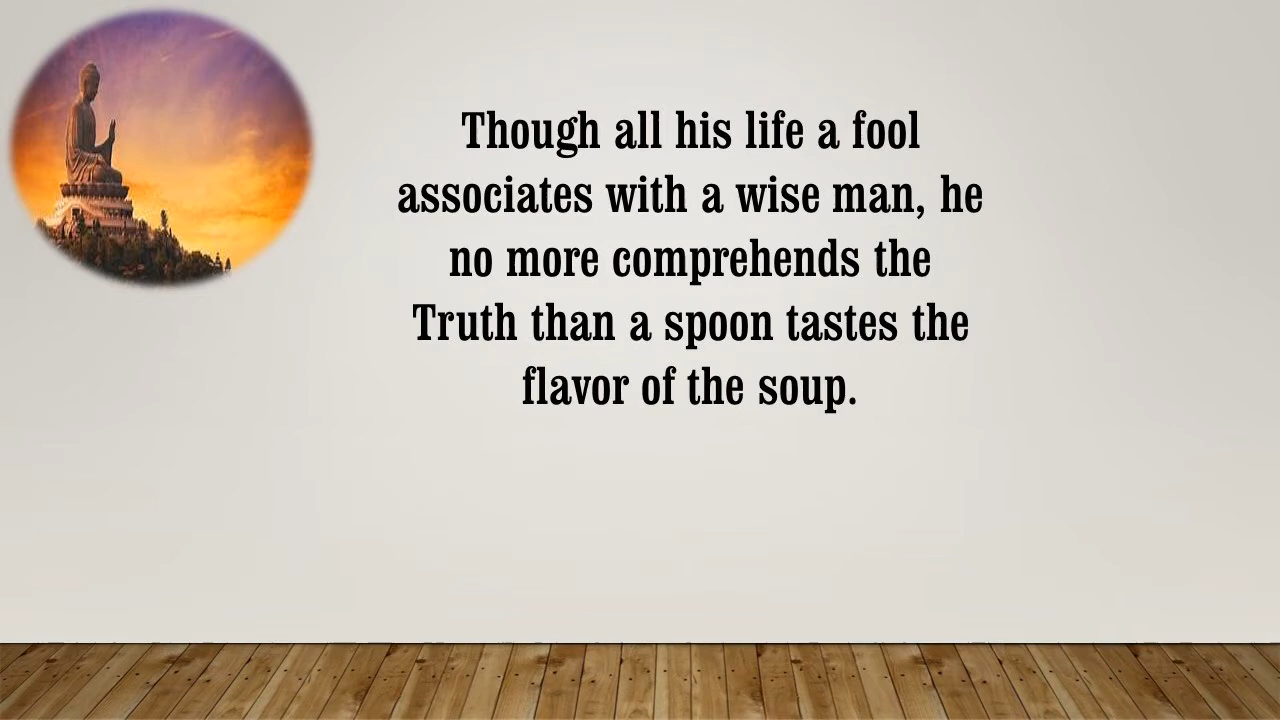 Though all his life a fool
associates with a wise man, he
no more comprehends the
Truth than a spoon tastes the
flavor of the soup.